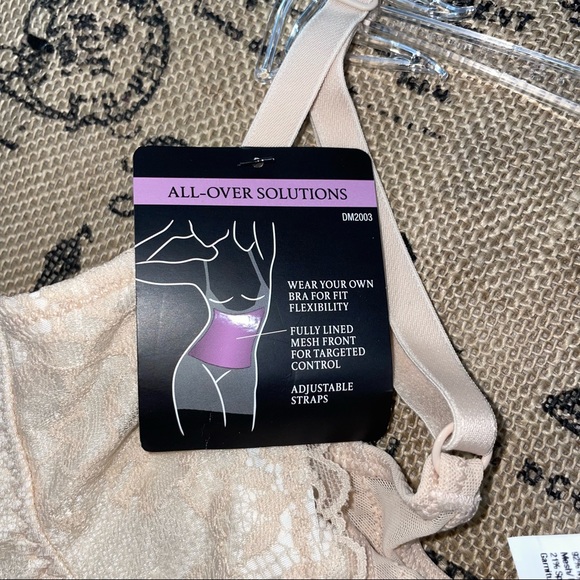 ALL-OVER SOLUTIONS
DM2003
WEAR YOUR OWN
BRA FOR FIT
FLEXIBILITY
FULLY LINED
MESH FRONT
FOR TARGETED
CONTROL
ADJUSTABLE
STRAPS